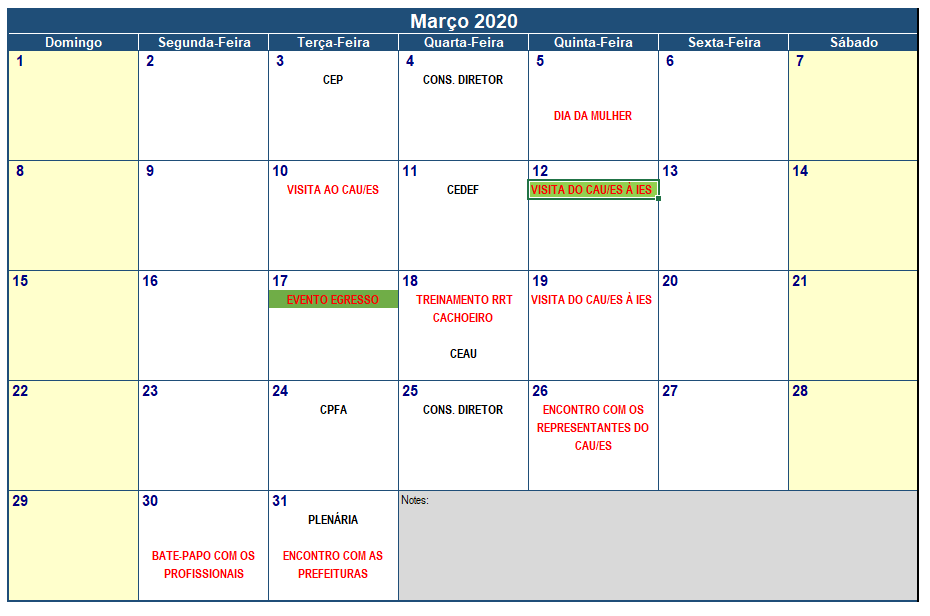 Março 2020
Domingo Segunda-Feira Terça-Feira Quarta-Feira Quinta-Feira Sexta-Feira Sábado
1 2 3 4 5 6 7
CEP CONS. DIRETOR
DIA DA MULHER
8 9 10 11 12 13 14
VISITA AO CAU/ES CEDEF VISITA DO CAU/ES À IES
15 16 17 18 19 20 21
EVENTO EGRESSO TREINAMENTO RRT VISITA DO CAU/ES À IES
CACHOEIRO
CEAU
22 23 24 25 26 27 28
CPFA CONS. DIRETOR ENCONTRO COM OS
REPRESENTANTES DO
CAU/ES
29 30 31 Notes:
PLENÁRIA
BATE-PAPO COM OS ENCONTRO COM AS
PROFISSIONAIS PREFEITURAS